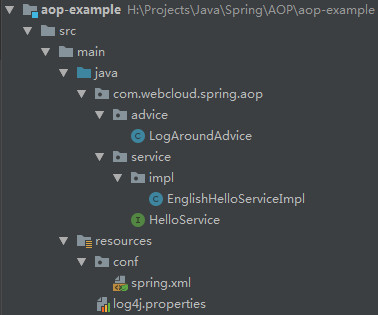 aop-example H:\Projects\Java\Spring\AOP\aop-example
src
main
java
com.webcloud.spring.aop
advice
LogAroundAdvice
service
impl
EnglishHelloServiceImpl
HelloService
resources
conf
spring.xml
log4j.properties